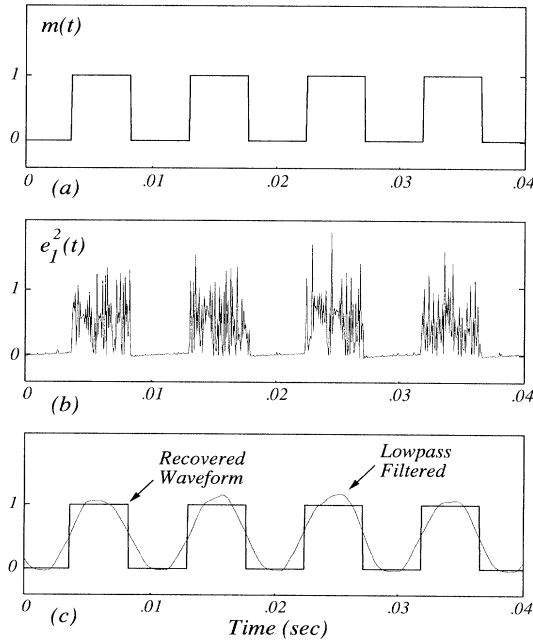 m(t)
1
0
0 .01 .02 .03 .04
(a)
e₁²(t)
1
0
0 .01 .02 .03 .04
(b)
Recovered
Waveform
Lowpass
Filtered
1
0
0 .01 .02 .03 .04
(c) Time (sec)